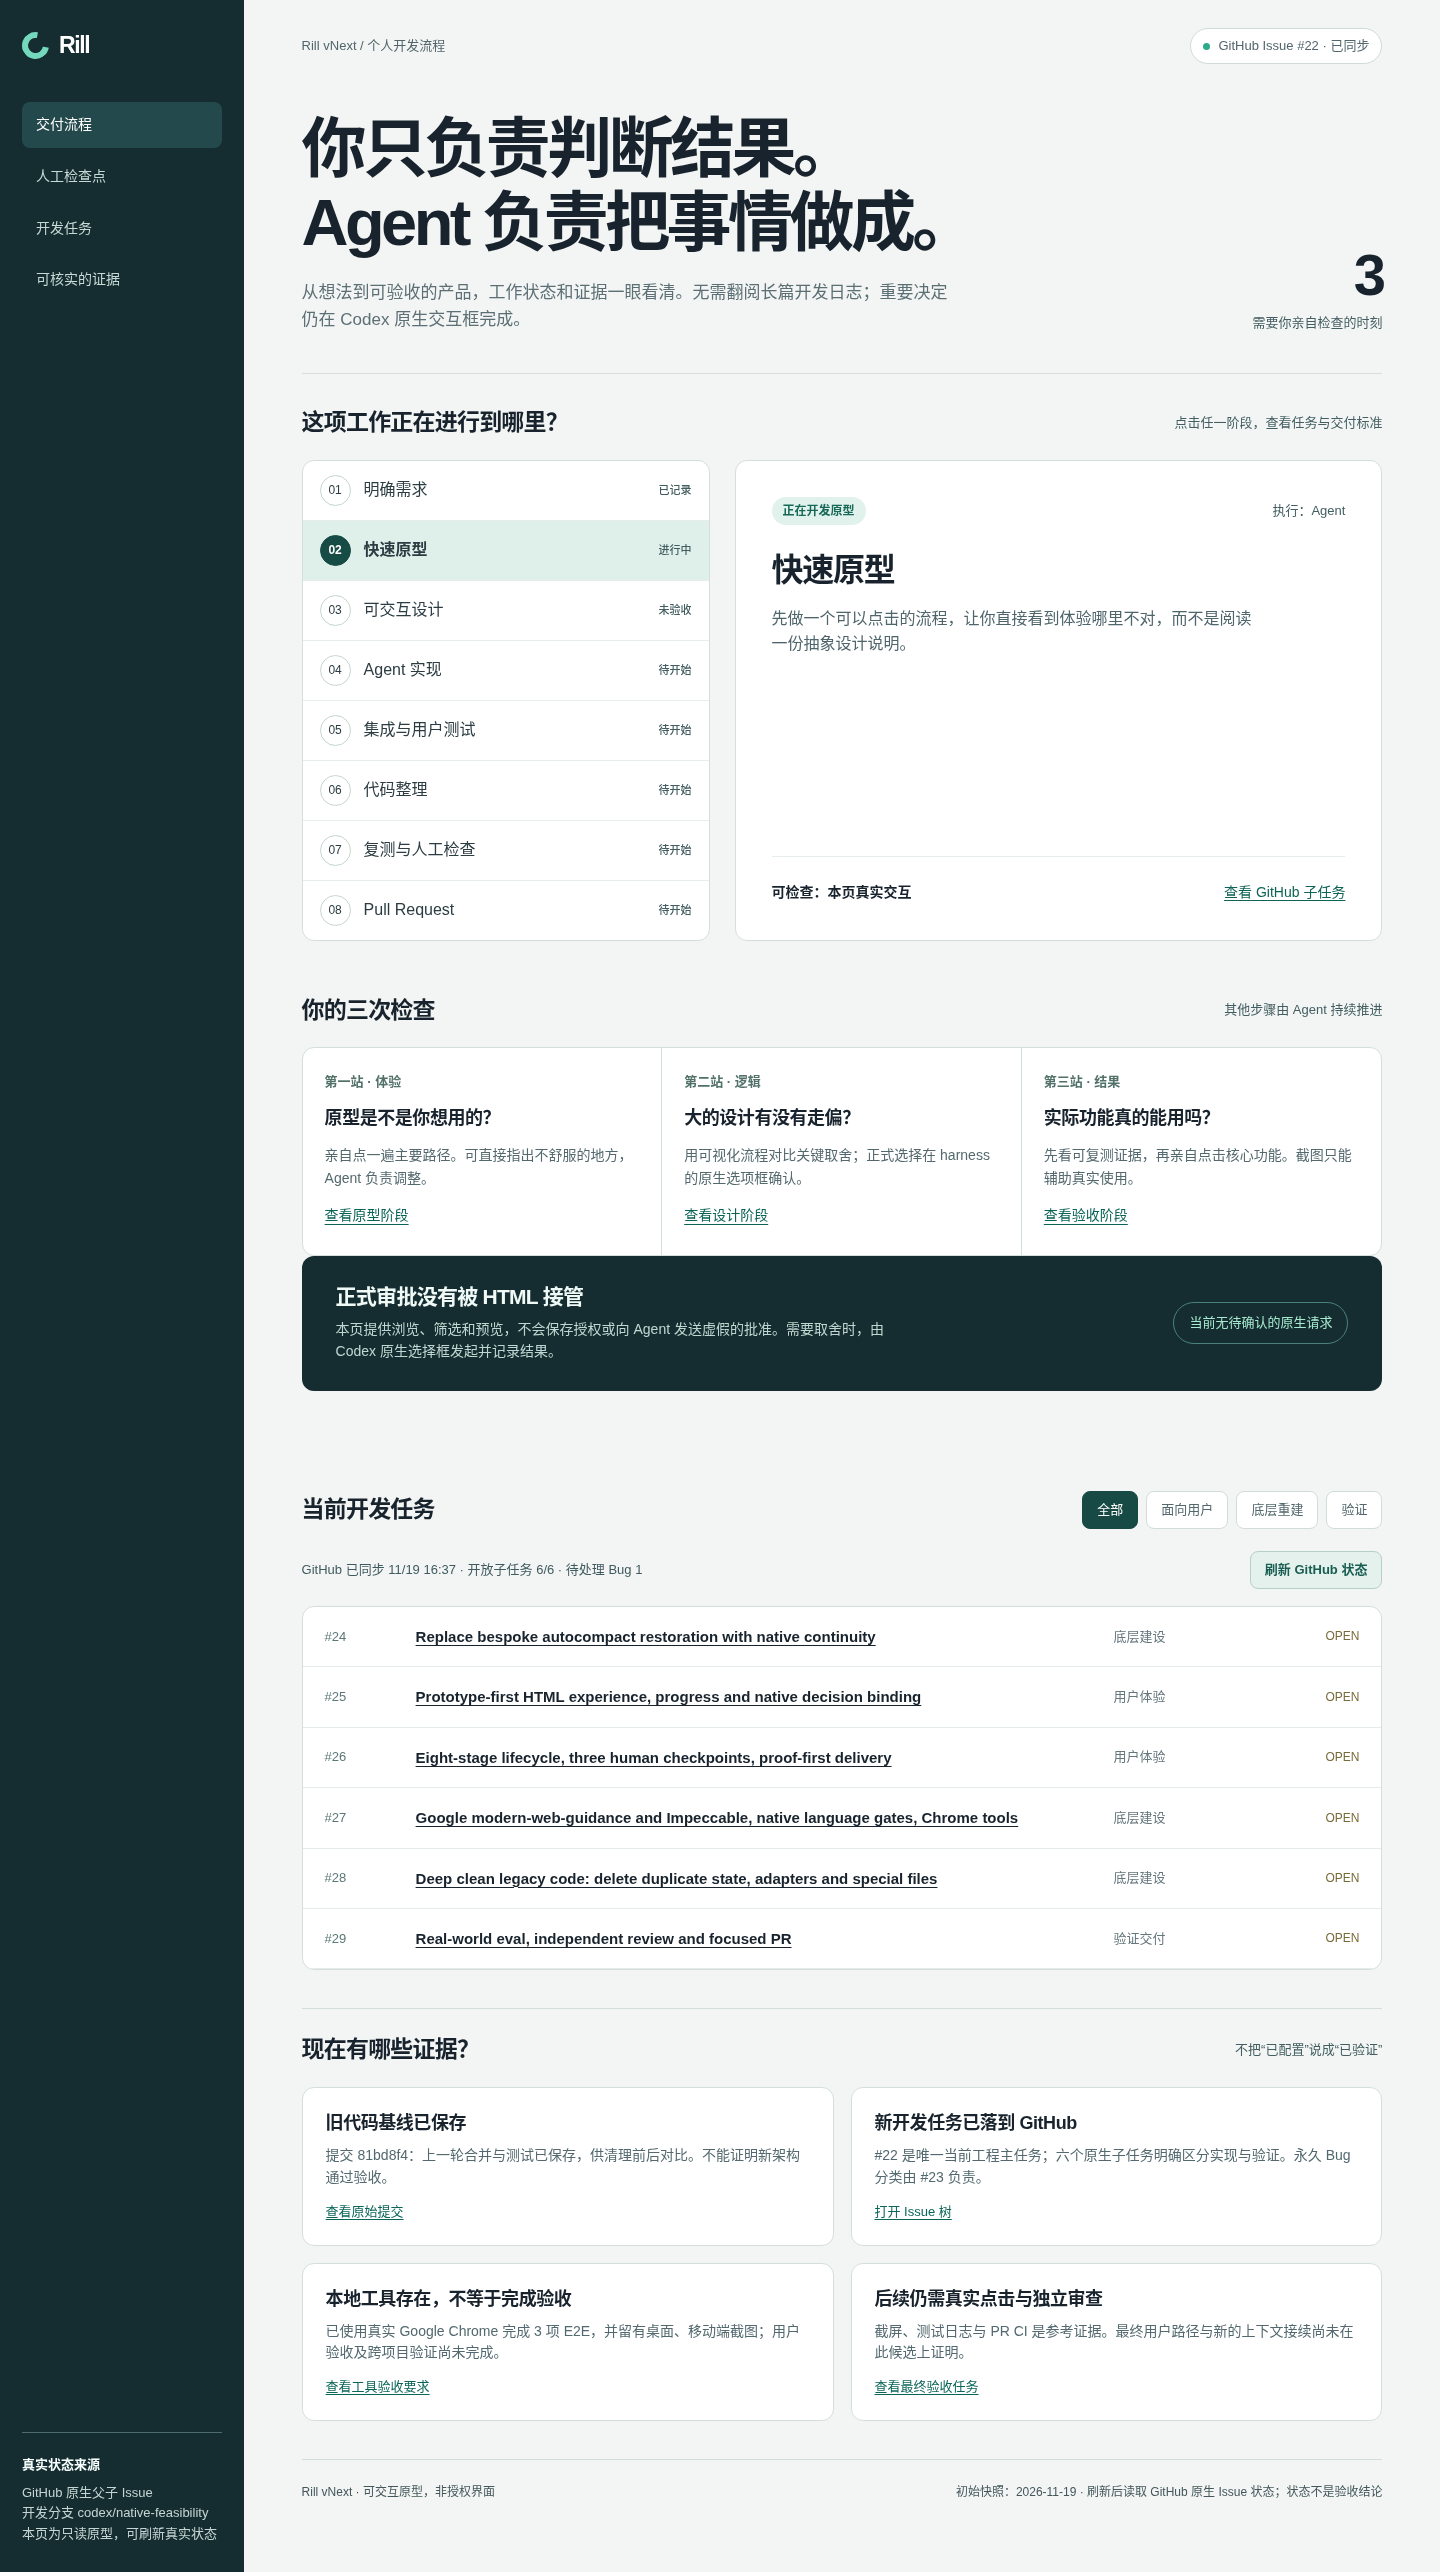 Rill
交付流程
人工检查点
开发任务
可核实的证据
真实状态来源
GitHub 原生父子 Issue
开发分支 codex/native-feasibility
本页为只读原型，可刷新真实状态
Rill vNext / 个人开发流程
GitHub Issue #22 · 已同步
你只负责判断结果。
Agent 负责把事情做成。
从想法到可验收的产品，工作状态和证据一眼看清。无需翻阅长篇开发日志；重要决定
仍在 Codex 原生交互框完成。
3
需要你亲自检查的时刻
这项工作正在进行到哪里？
点击任一阶段，查看任务与交付标准
01 明确需求 已记录
02 快速原型 进行中
03 可交互设计 未验收
04 Agent 实现 待开始
05 集成与用户测试 待开始
06 代码整理 待开始
07 复测与人工检查 待开始
08 Pull Request 待开始
正在开发原型
执行：Agent
快速原型
先做一个可以点击的流程，让你直接看到体验哪里不对，而不是阅读
一份抽象设计说明。
可检查：本页真实交互
查看 GitHub 子任务
你的三次检查
其他步骤由 Agent 持续推进
第一站 · 体验
原型是不是你想用的？
亲自点一遍主要路径。可直接指出不舒服的地方，
Agent 负责调整。
查看原型阶段
第二站 · 逻辑
大的设计有没有走偏？
用可视化流程对比关键取舍；正式选择在 harness
的原生选项框确认。
查看设计阶段
第三站 · 结果
实际功能真的能用吗？
先看可复测证据，再亲自点击核心功能。截图只能
辅助真实使用。
查看验收阶段
正式审批没有被 HTML 接管
本页提供浏览、筛选和预览，不会保存授权或向 Agent 发送虚假的批准。需要取舍时，由
Codex 原生选择框发起并记录结果。
当前无待确认的原生请求
当前开发任务
全部 面向用户 底层重建 验证
GitHub 已同步 11/19 16:37 · 开放子任务 6/6 · 待处理 Bug 1
刷新 GitHub 状态
#24 Replace bespoke autocompact restoration with native continuity 底层建设 OPEN
#25 Prototype-first HTML experience, progress and native decision binding 用户体验 OPEN
#26 Eight-stage lifecycle, three human checkpoints, proof-first delivery 用户体验 OPEN
#27 Google modern-web-guidance and Impeccable, native language gates, Chrome tools 底层建设 OPEN
#28 Deep clean legacy code: delete duplicate state, adapters and special files 底层建设 OPEN
#29 Real-world eval, independent review and focused PR 验证交付 OPEN
现在有哪些证据？
不把“已配置”说成“已验证”
旧代码基线已保存
提交 81bd8f4：上一轮合并与测试已保存，供清理前后对比。不能证明新架构
通过验收。
查看原始提交
新开发任务已落到 GitHub
#22 是唯一当前工程主任务；六个原生子任务明确区分实现与验证。永久 Bug
分类由 #23 负责。
打开 Issue 树
本地工具存在，不等于完成验收
已使用真实 Google Chrome 完成 3 项 E2E，并留有桌面、移动端截图；用户
验收及跨项目验证尚未完成。
查看工具验收要求
后续仍需真实点击与独立审查
截屏、测试日志与 PR CI 是参考证据。最终用户路径与新的上下文接续尚未在
此候选上证明。
查看最终验收任务
Rill vNext · 可交互原型，非授权界面
初始快照：2026-11-19 · 刷新后读取 GitHub 原生 Issue 状态；状态不是验收结论